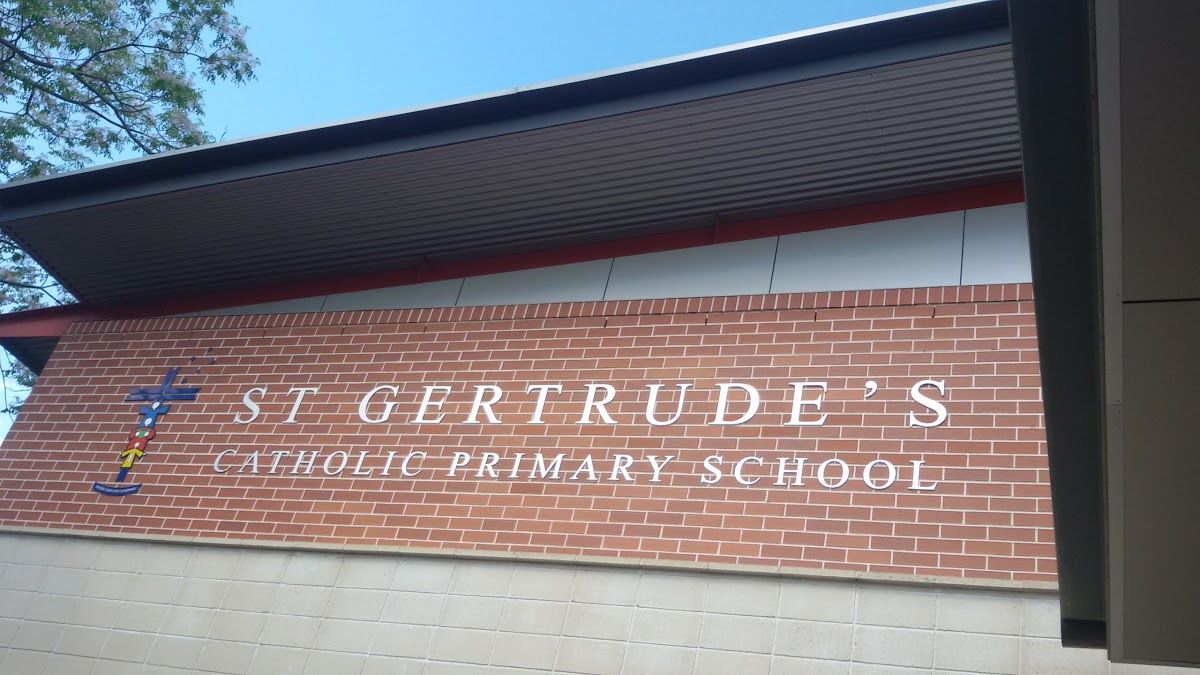 ST GERTRUDE'S
CATHOLIC PRIMARY SCHOOL